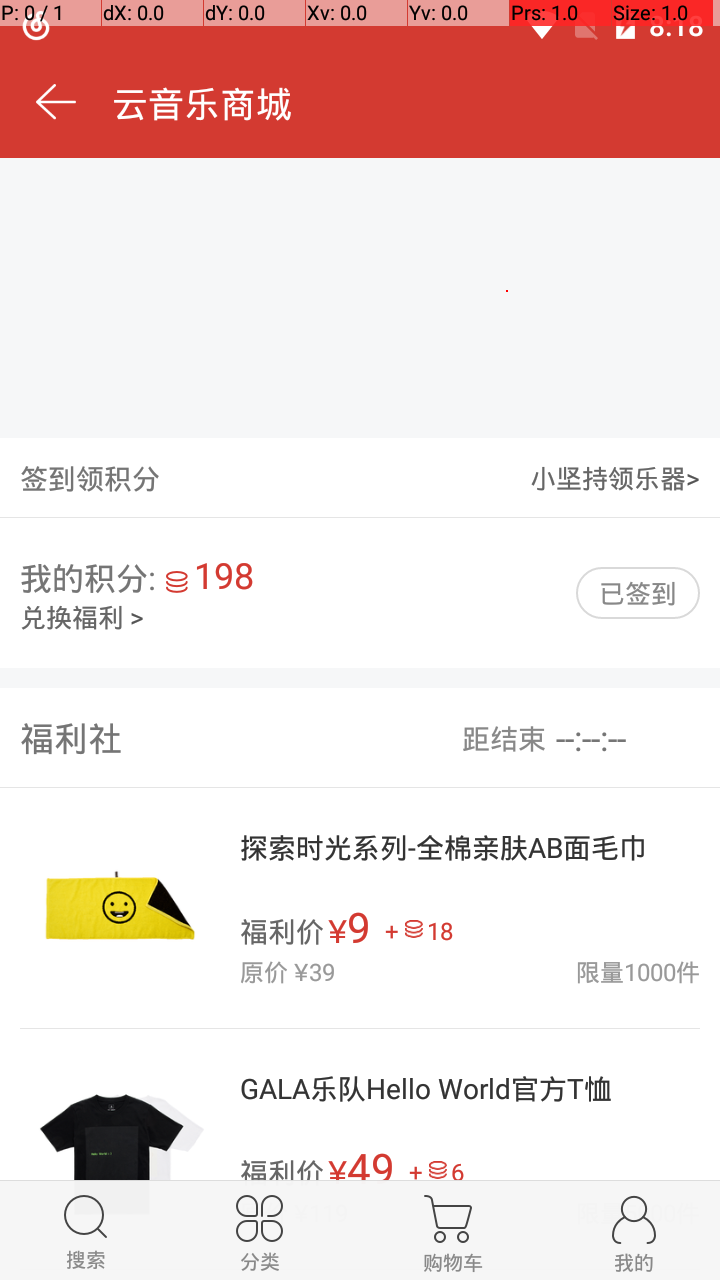 P: 0 / 1 dX: 0.0 dY: 0.0 Xv: 0.0 Yv: 0.0 Prs: 1.0 Size: 1.0
8:18
云音乐商城
签到领积分 小坚持领乐器>
我的积分: 198
兑换福利 > 已签到
福利社 距结束 --:--:--
探索时光系列-全棉亲肤AB面毛巾
福利价 ¥9 + 18
原价 ¥39 限量1000件
GALA乐队Hello World官方T恤
福利价 ¥49 + 6
搜索 分类 购物车 我的